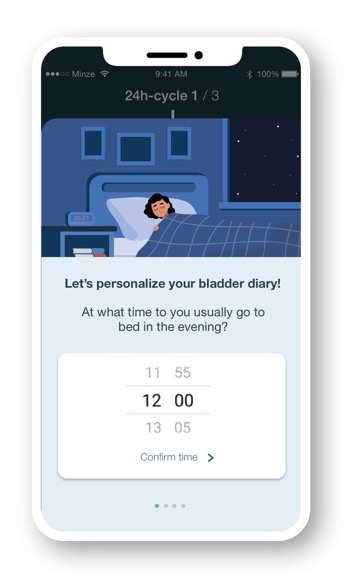 Minze
9:41 AM
100%
24h-cycle 1 / 3
Let's personalize your bladder diary!
At what time to you usually go to
bed in the evening?
11 55
12 00
13 05
Confirm time